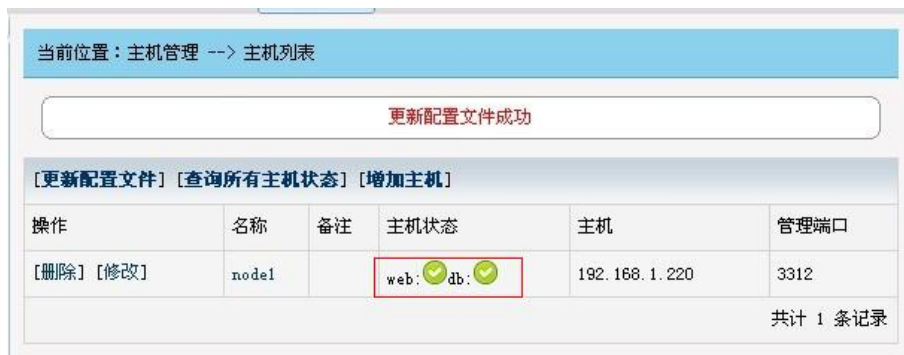 当前位置：主机管理 --> 主机列表
更新配置文件成功
[更新配置文件] [查询所有主机状态] [增加主机]
操作 名称 备注 主机状态 主机 管理端口
[删除] [修改] node1 web: db: 192.168.1.220 3312
共计 1 条记录